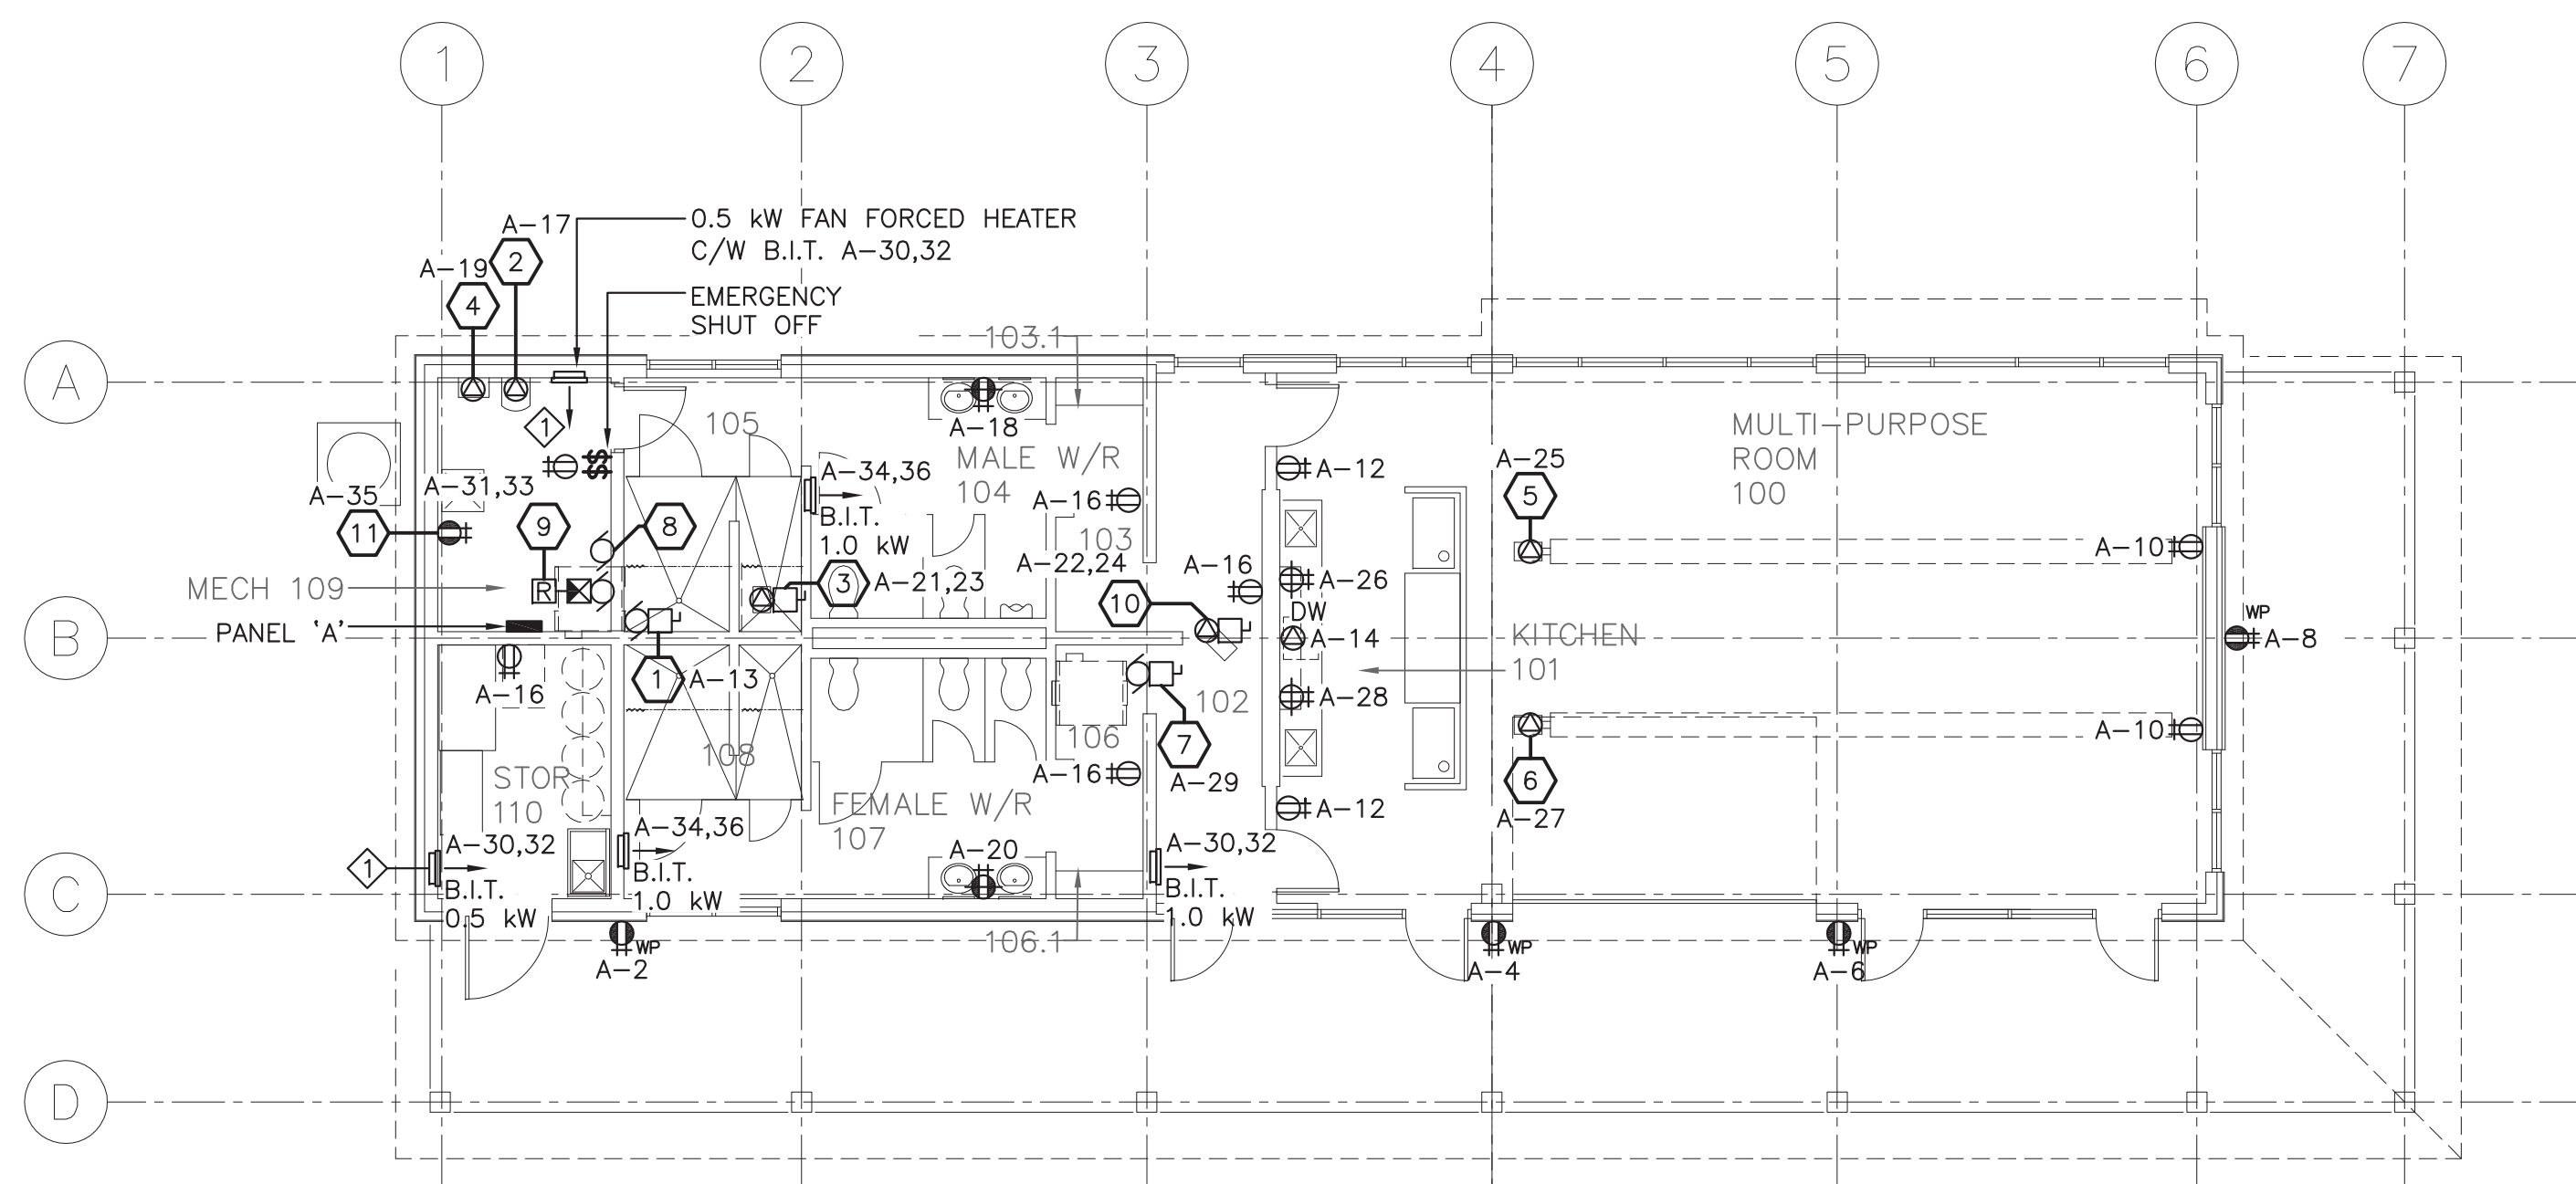 1 2 3 4 5 6 7
A-17
0.5 kW FAN FORCED HEATER
C/W B.I.T. A-30,32
2
A-19
4
EMERGENCY
SHUT OFF
103.1
A
1
105
A-18
MALE W/R
104
MULTI-PURPOSE
ROOM
100
$$
A-35
A-31,33
A-34,36
B.I.T.
1.0 kW
A-16
A-12
A-25
5
11
9
8
103
A-22,24
A-10
MECH 109
R
3
A-21,23
A-16
10
A-26
DW
WP
PANEL 'A'
B
A-14
KITCHEN
101
A-8
A-16
1
A-13
102
A-28
106
7
A-29
A-10
108
A-16
6
STOR
110
FEMALE W/R
107
A-12
A-27
A-30,32
A-34,36
A-20
A-30,32
1
B.I.T.
0.5 kW
B.I.T.
1.0 kW
B.I.T.
1.0 kW
C
106.1
WP
A-2
WP
A-4
WP
A-6
D